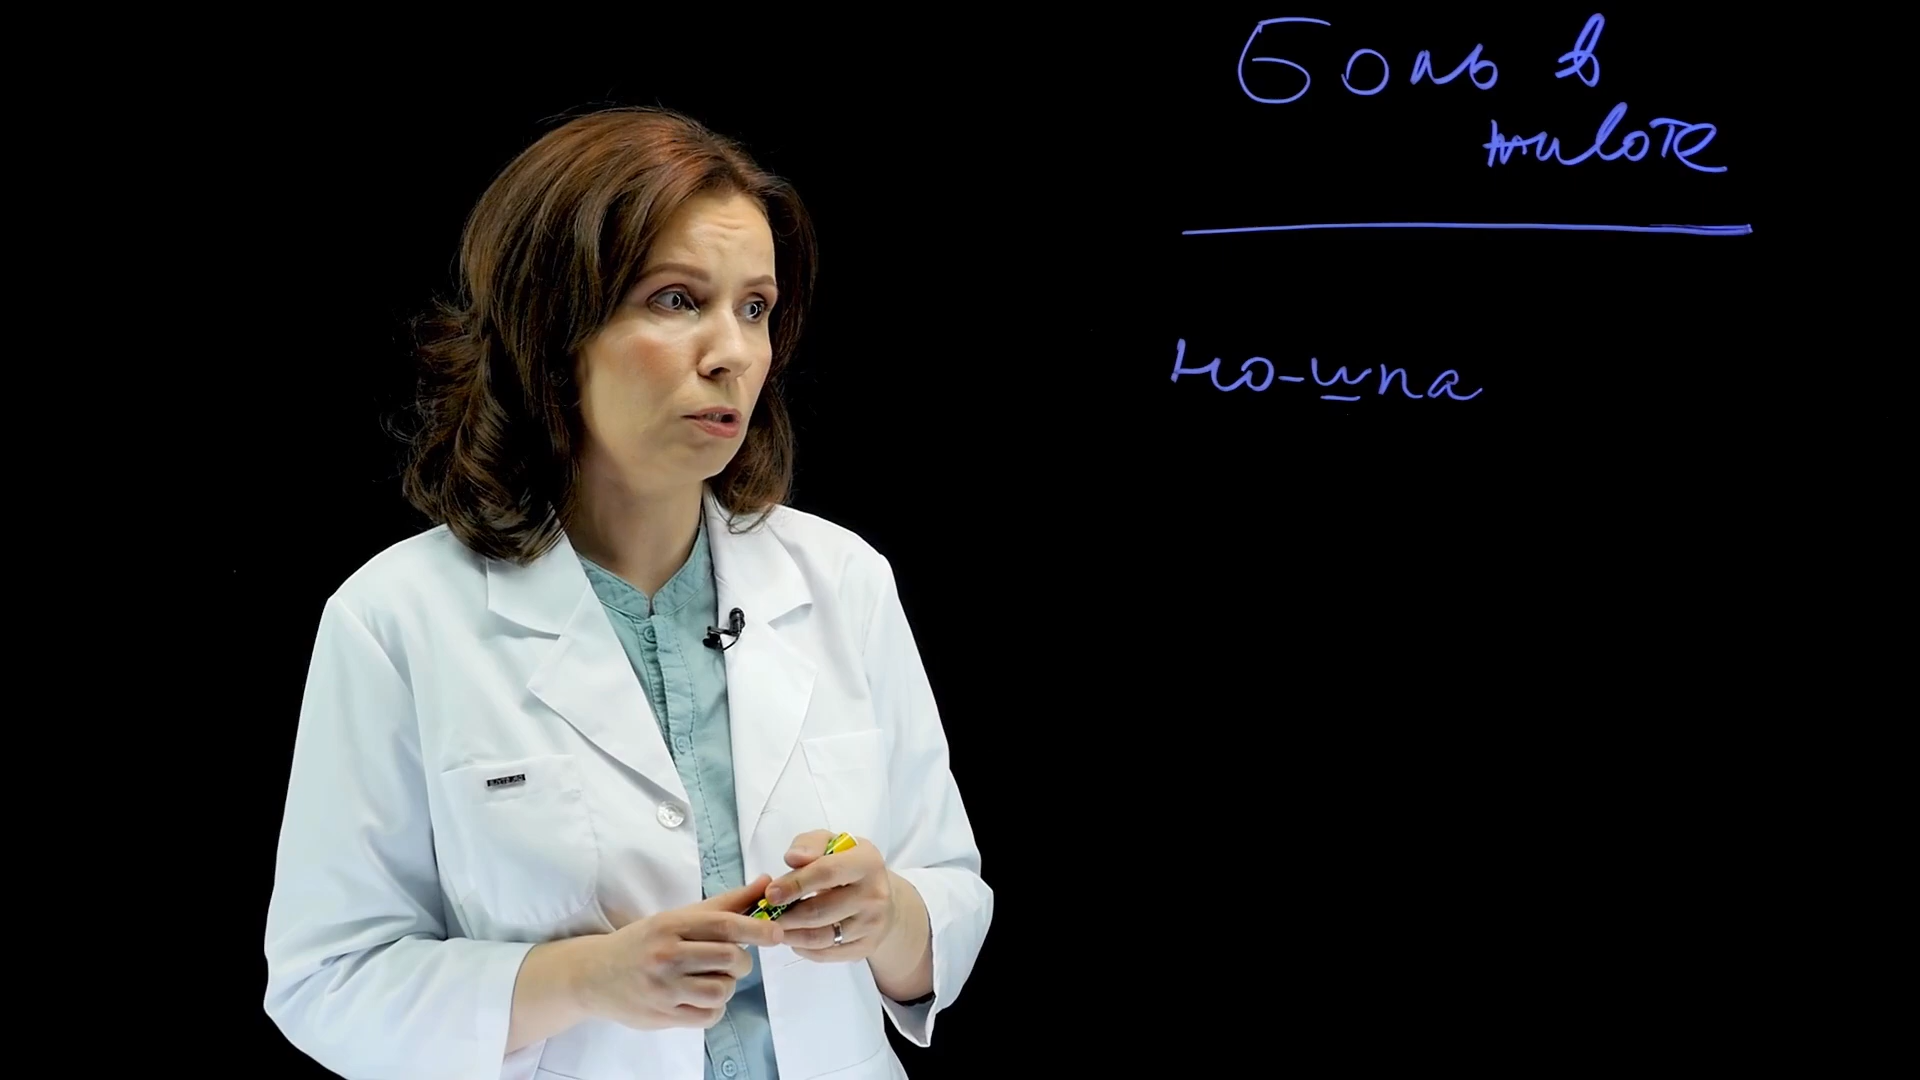 Боль в
животе
но-шпа